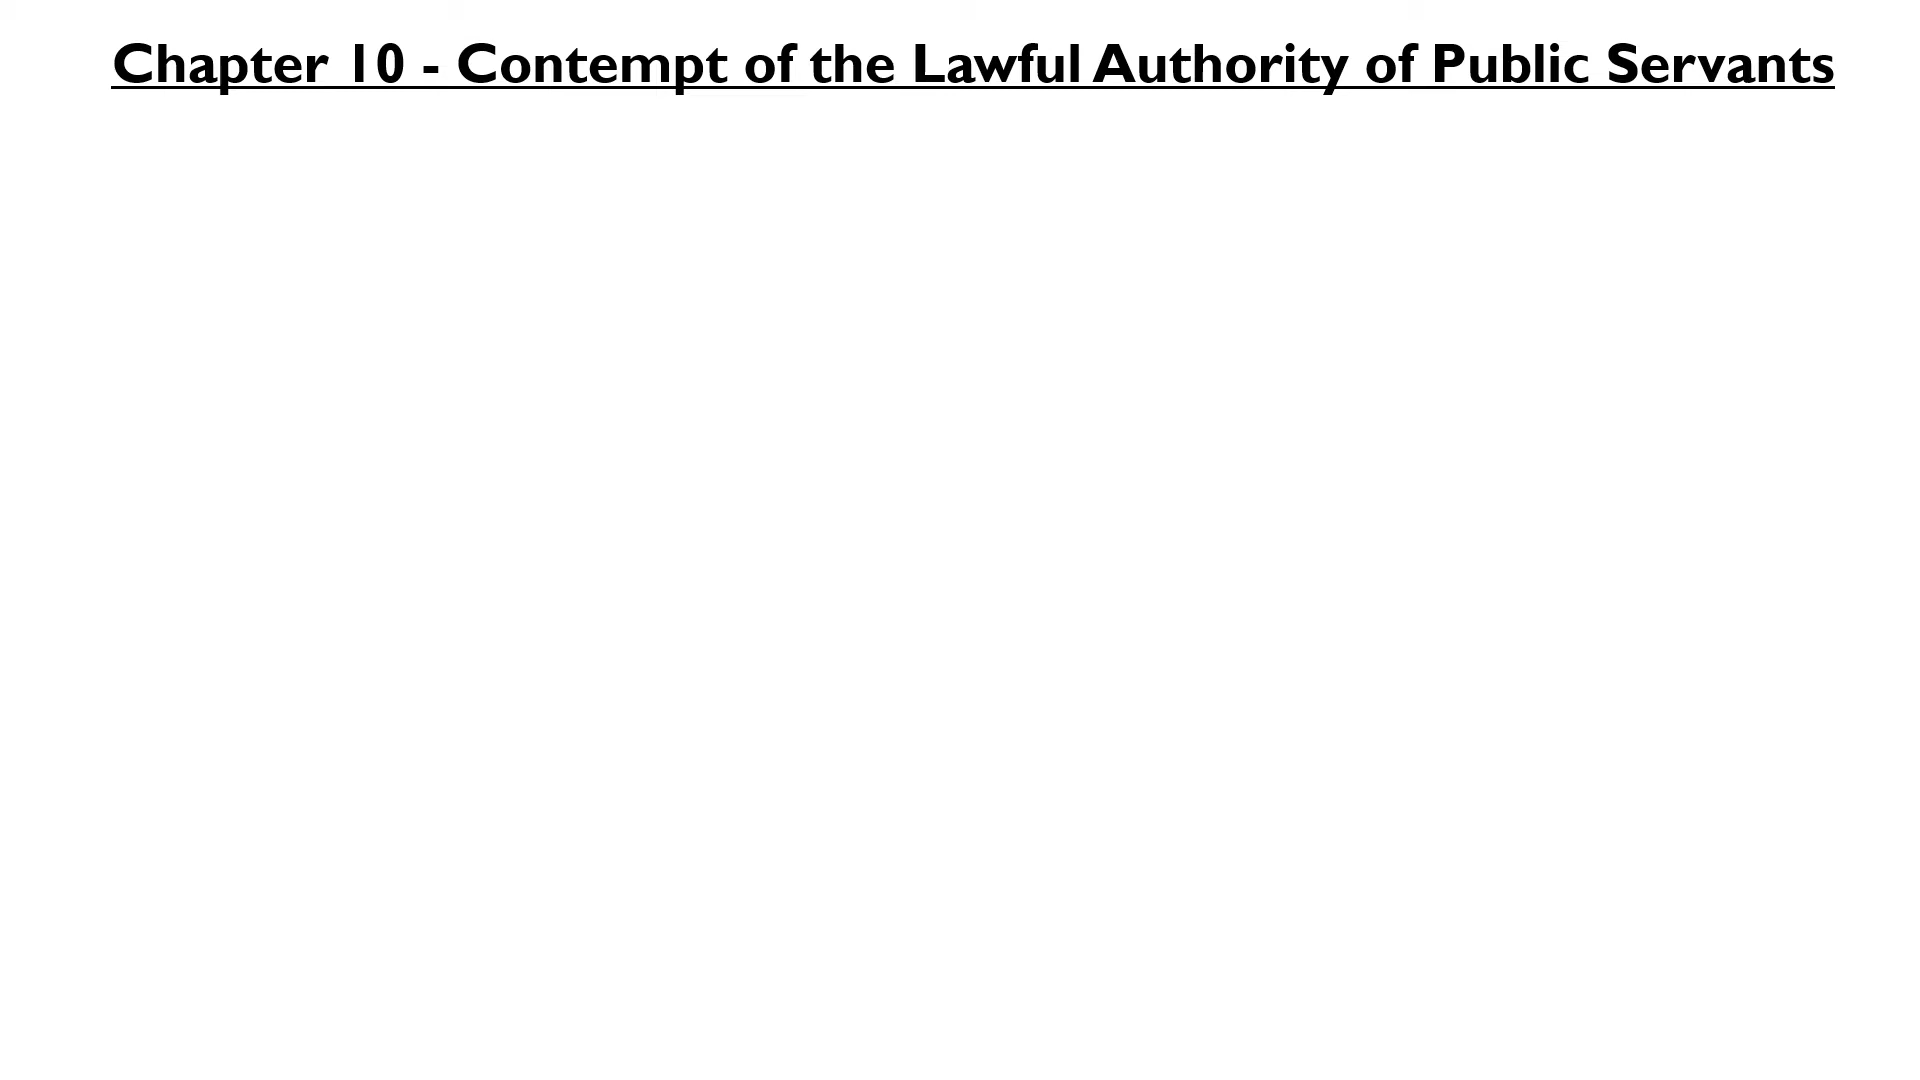 Chapter 10 - Contempt of the Lawful Authority of Public Servants